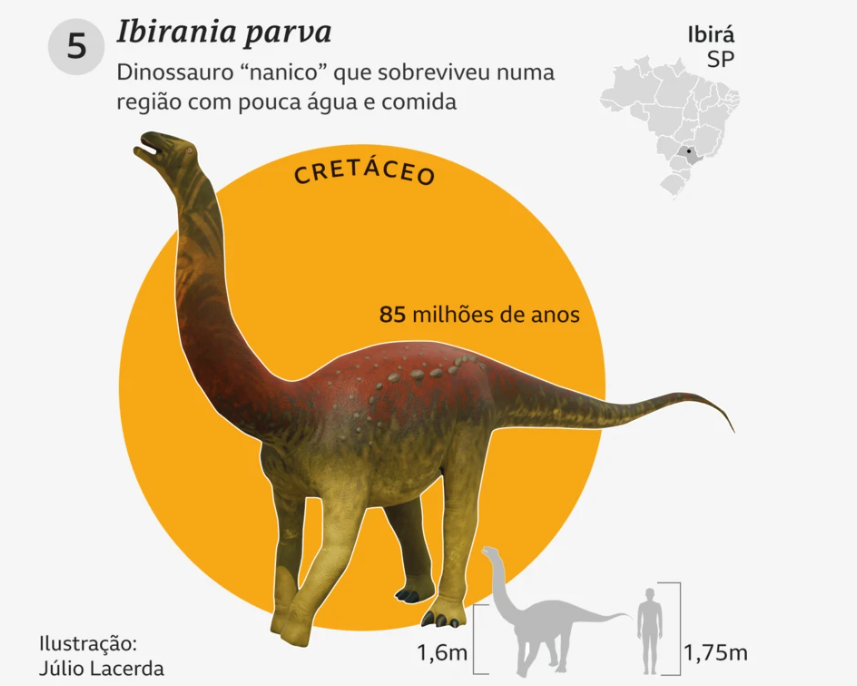 5
Ibirania parva
Dinossauro “nanico” que sobreviveu numa
região com pouca água e comida
Ibirá
SP
CRETÁCEO
85 milhões de anos
1,6m
1,75m
Ilustração:
Júlio Lacerda